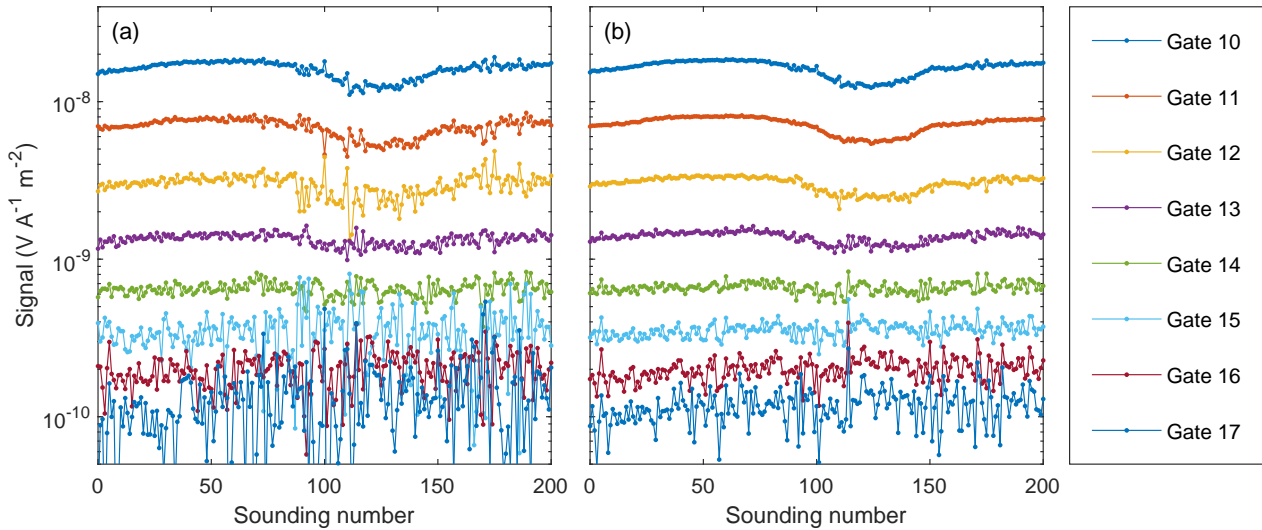 (a)
(b)
Signal (V A⁻¹ m⁻²)
10⁻⁸
10⁻⁹
10⁻¹⁰
0 50 100 150 200
0 50 100 150 200
Sounding number
Sounding number
Gate 10
Gate 11
Gate 12
Gate 13
Gate 14
Gate 15
Gate 16
Gate 17